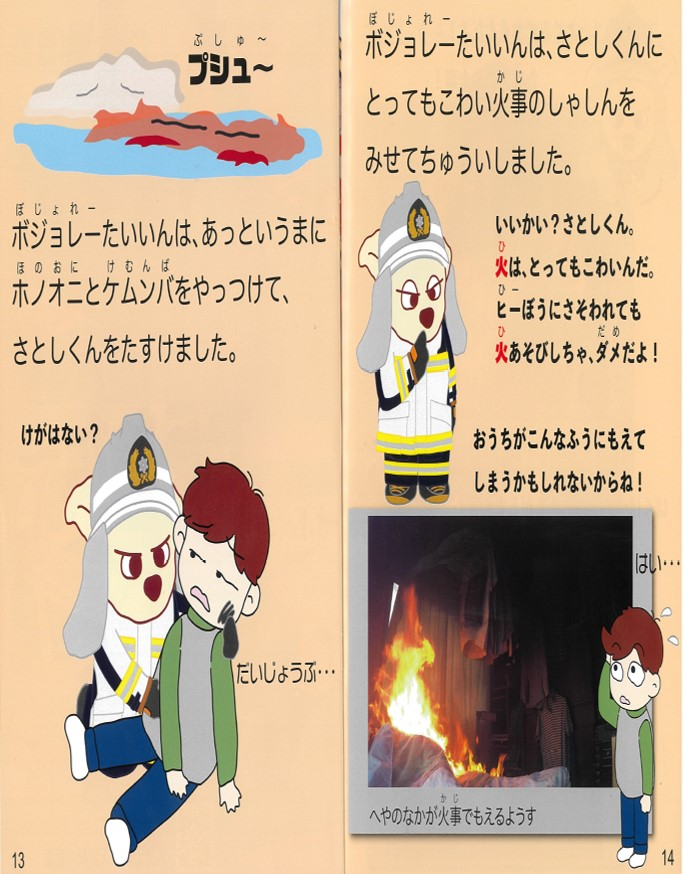 ぷしゅ～
プシュ～
ぼじょれー
ボジョレーたいいんは、あっというまに
ほのおに けむんば
ホノオニとケムンバをやっつけて、
さとしくんをたすけました。
けがはない？
だいじょうぶ･･･
13
ぼじょれー
ボジョレーたいいんは、さとしくんに
かじ
とってもこわい火事のしゃしんを
みせてちゅういしました。
いいかい？さとしくん。
ひ
火は、とってもこわいんだ。
ひー
ヒーぼうにさそわれても
ひ だめ
火あそびしちゃ、ダメだよ！
おうちがこんなふうにもえて
しまうかもしれないからね！
はい･･･
かじ
へやのなかが火事でもえるようす
14